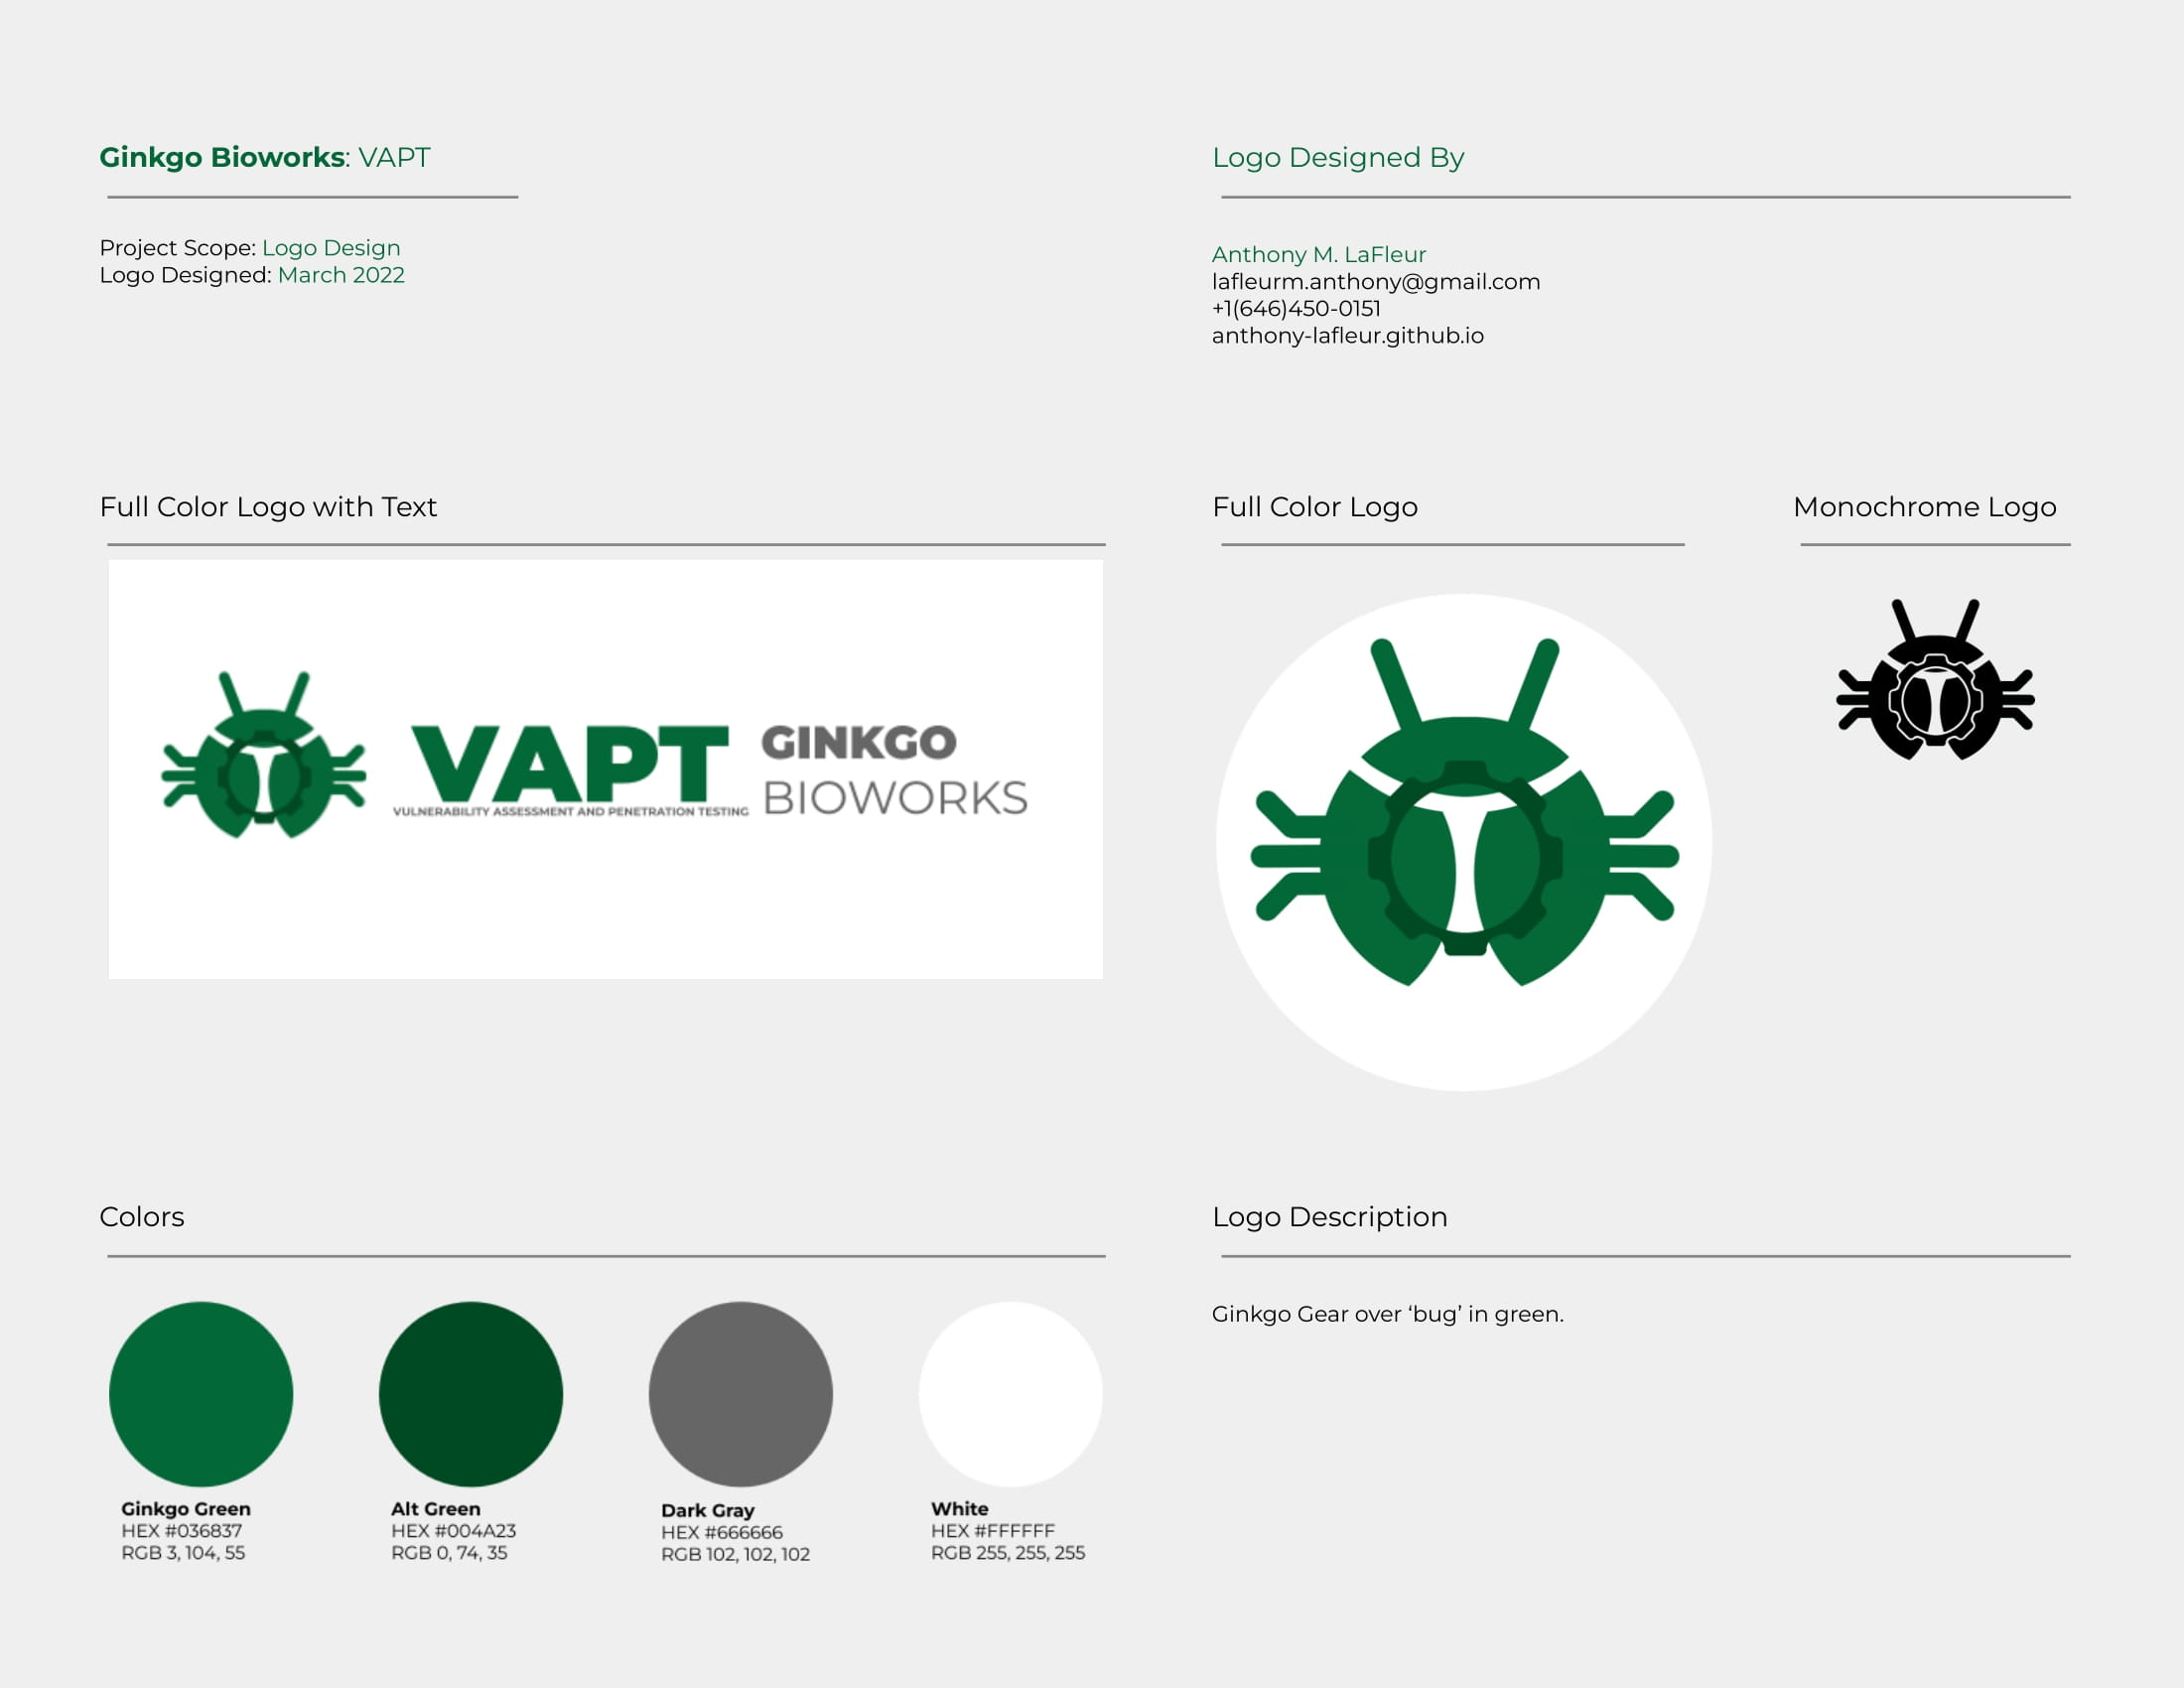 Ginkgo Bioworks: VAPT
Project Scope: Logo Design
Logo Designed: March 2022
Logo Designed By
Anthony M. LaFleur
lafleurm.anthony@gmail.com
+1(646)450-0151
anthony-lafleur.github.io
Full Color Logo with Text
VAPT
VULNERABILITY ASSESSMENT AND PENETRATION TESTING
GINKGO
BIOWORKS
Full Color Logo
Monochrome Logo
Colors
Ginkgo Green
HEX #036837
RGB 3, 104, 55
Alt Green
HEX #004A23
RGB 0, 74, 35
Dark Gray
HEX #666666
RGB 102, 102, 102
White
HEX #FFFFFF
RGB 255, 255, 255
Logo Description
Ginkgo Gear over ‘bug’ in green.